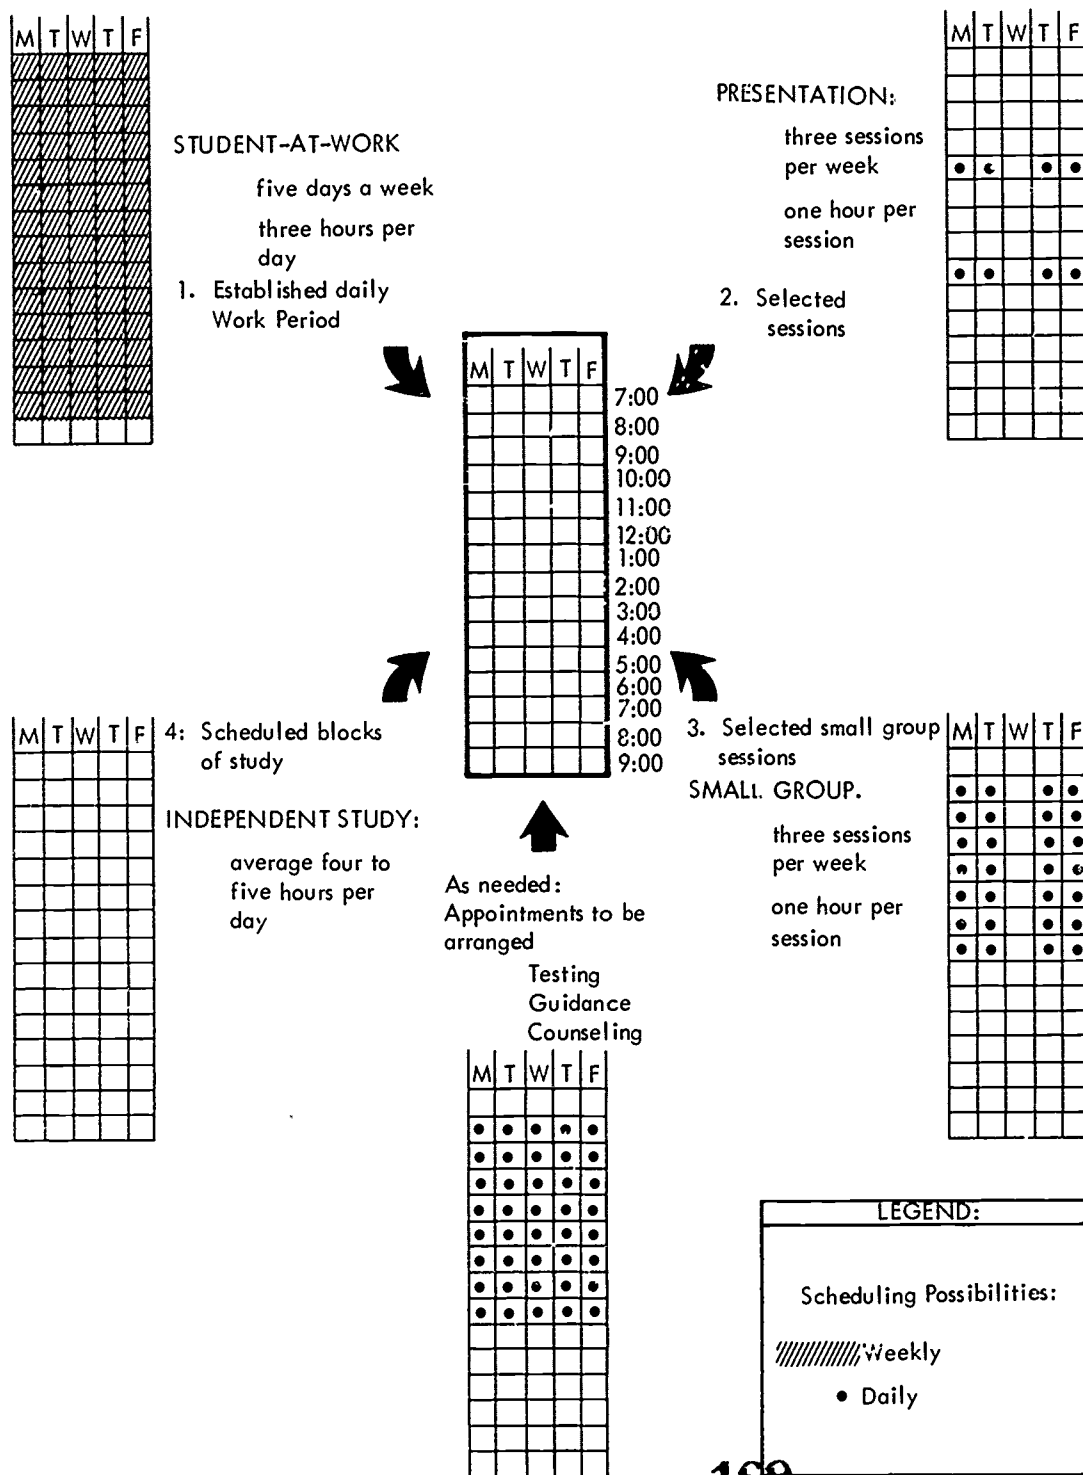 M T W T F
STUDENT-AT-WORK
five days a week
three hours per
day
1. Established daily
Work Period
M T W T F
PRESENTATION:
three sessions
per week
one hour per
session
2. Selected
sessions
M T W T F
7:00
8:00
9:00
10:00
11:00
12:00
1:00
2:00
3:00
4:00
5:00
6:00
7:00
8:00
9:00
M T W T F
4: Scheduled blocks
of study
INDEPENDENT STUDY:
average four to
five hours per
day
3. Selected small group
sessions
SMALL GROUP.
three sessions
per week
one hour per
session
M T W T F
As needed:
Appointments to be
arranged
Testing
Guidance
Counseling
M T W T F
LEGEND:
Scheduling Possibilities:
Weekly
• Daily